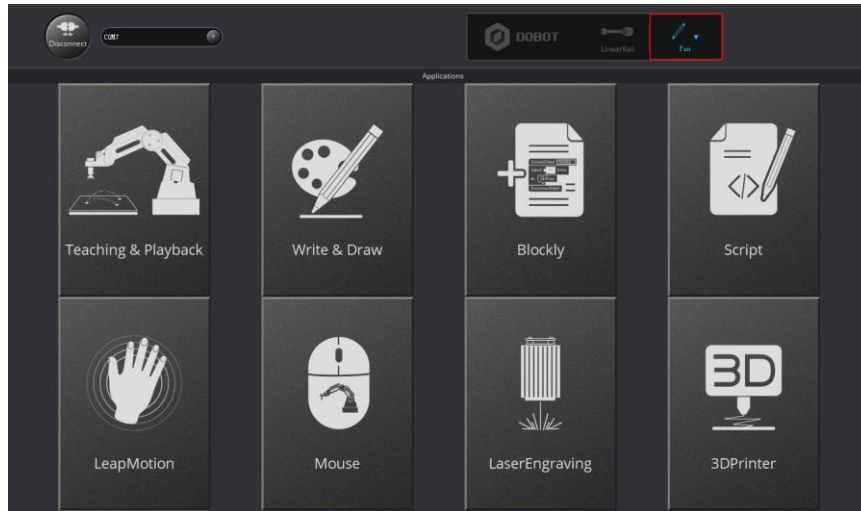 Disconnect
COM7
DOBOT
LinearRail
Pen
Applications
Teaching & Playback
Write & Draw
Blockly
Script
</>
LeapMotion
Mouse
LaserEngraving
3D
3DPrinter